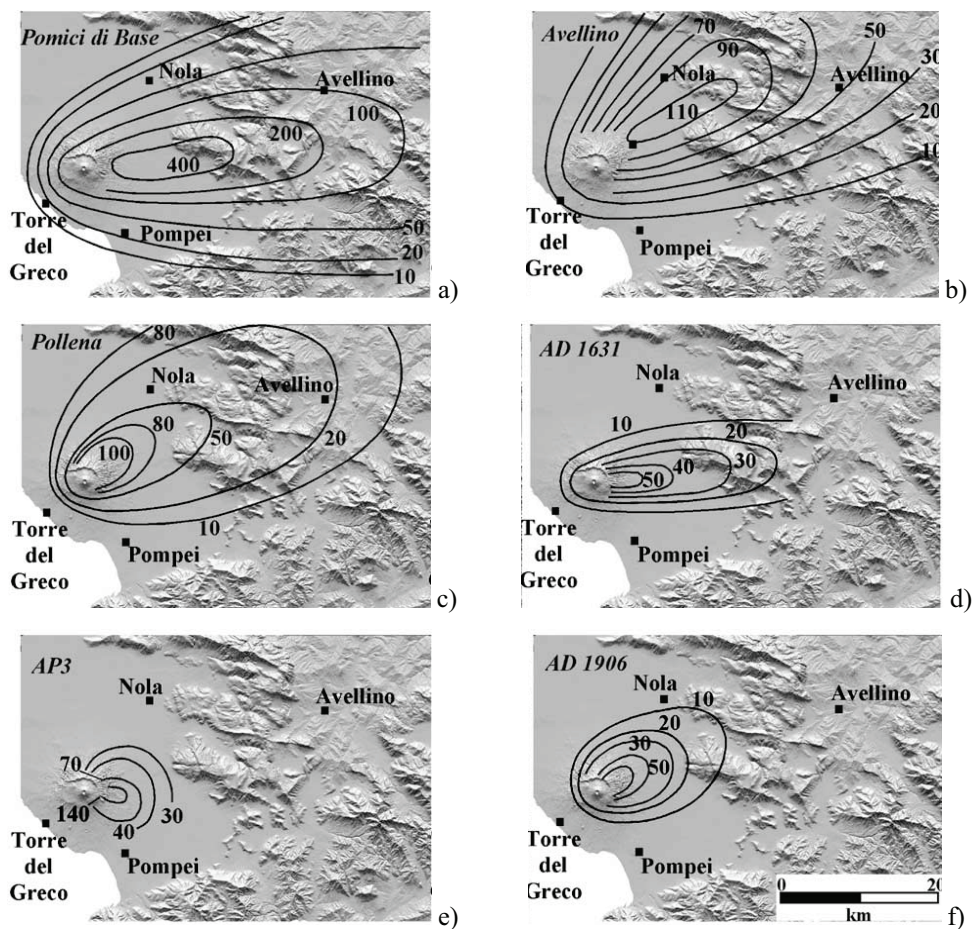 Pomici di Base
Nola
Avellino
100
200
400
Torre
del
Greco
Pompei
50
20
10
a)
Avellino
70
50
90
30
Nola
Avellino
110
20
10
Torre
del
Greco
Pompei
b)
Pollena
80
Nola
Avellino
80
50
20
100
10
Torre
del
Greco
Pompei
c)
AD 1631
Nola
Avellino
10
20
30
40
50
Torre
del
Greco
Pompei
d)
AP3
Nola
Avellino
70
140
30
40
Torre
del
Greco
Pompei
e)
AD 1906
Nola
10
Avellino
20
30
50
Torre
del
Greco
Pompei
0 20
km
f)